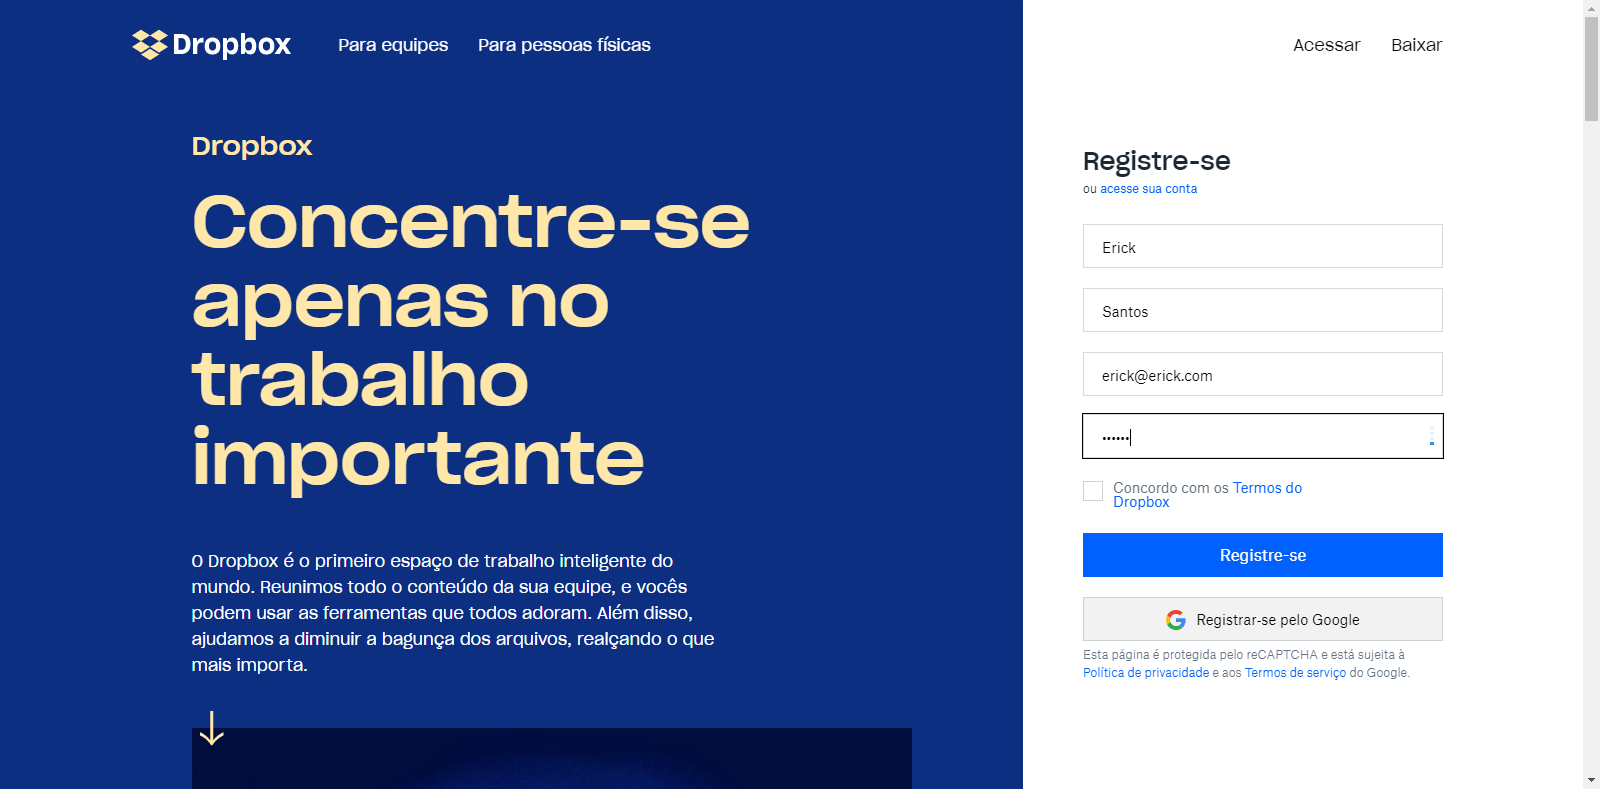 Dropbox
Para equipes
Para pessoas físicas
Acessar
Baixar
Dropbox
Concentre-se
apenas no
trabalho
importante
O Dropbox é o primeiro espaço de trabalho inteligente do
mundo. Reunimos todo o conteúdo da sua equipe, e vocês
podem usar as ferramentas que todos adoram. Além disso,
ajudamos a diminuir a bagunça dos arquivos, realçando o que
mais importa.
Registre-se
ou acesse sua conta
Erick
Santos
erick@erick.com
••••••
Concordo com os Termos do
Dropbox
Registre-se
Registrar-se pelo Google
Esta página é protegida pelo reCAPTCHA e está sujeita à
Política de privacidade e aos Termos de serviço do Google.